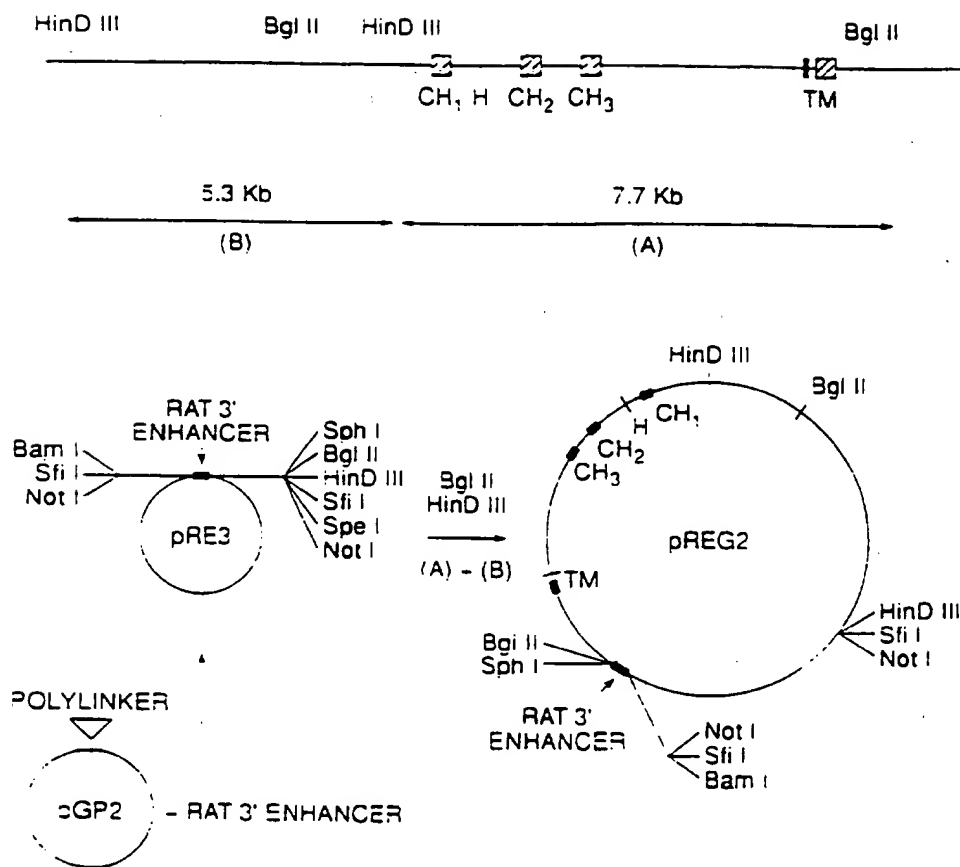 HinD III Bgl II HinD III Bgl II
CH1 H CH2 CH3 TM
5.3 Kb 7.7 Kb
(B) (A)
RAT 3'
ENHANCER
Bam I
Sfi I
Not I
Sph I
Bgl II
HinD III
Sfi I
Spe I
Not I
pRE3
Bgl II
HinD III
(A) – (B)
HinD III
Bgl II
CH1
H
CH2
CH3
pREG2
TM
Bgl II
Sph I
HinD III
Sfi I
Not I
RAT 3'
ENHANCER
Not I
Sfi I
Bam I
POLYLINKER
pGP2
– RAT 3' ENHANCER